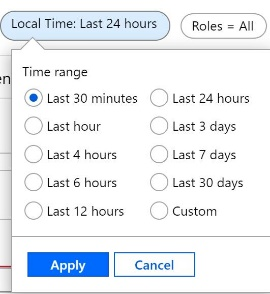 Local Time: Last 24 hours
Roles = All
en
Time range
Last 30 minutes
Last 24 hours
Last hour
Last 3 days
Last 4 hours
Last 7 days
Last 6 hours
Last 30 days
Last 12 hours
Custom
Apply
Cancel